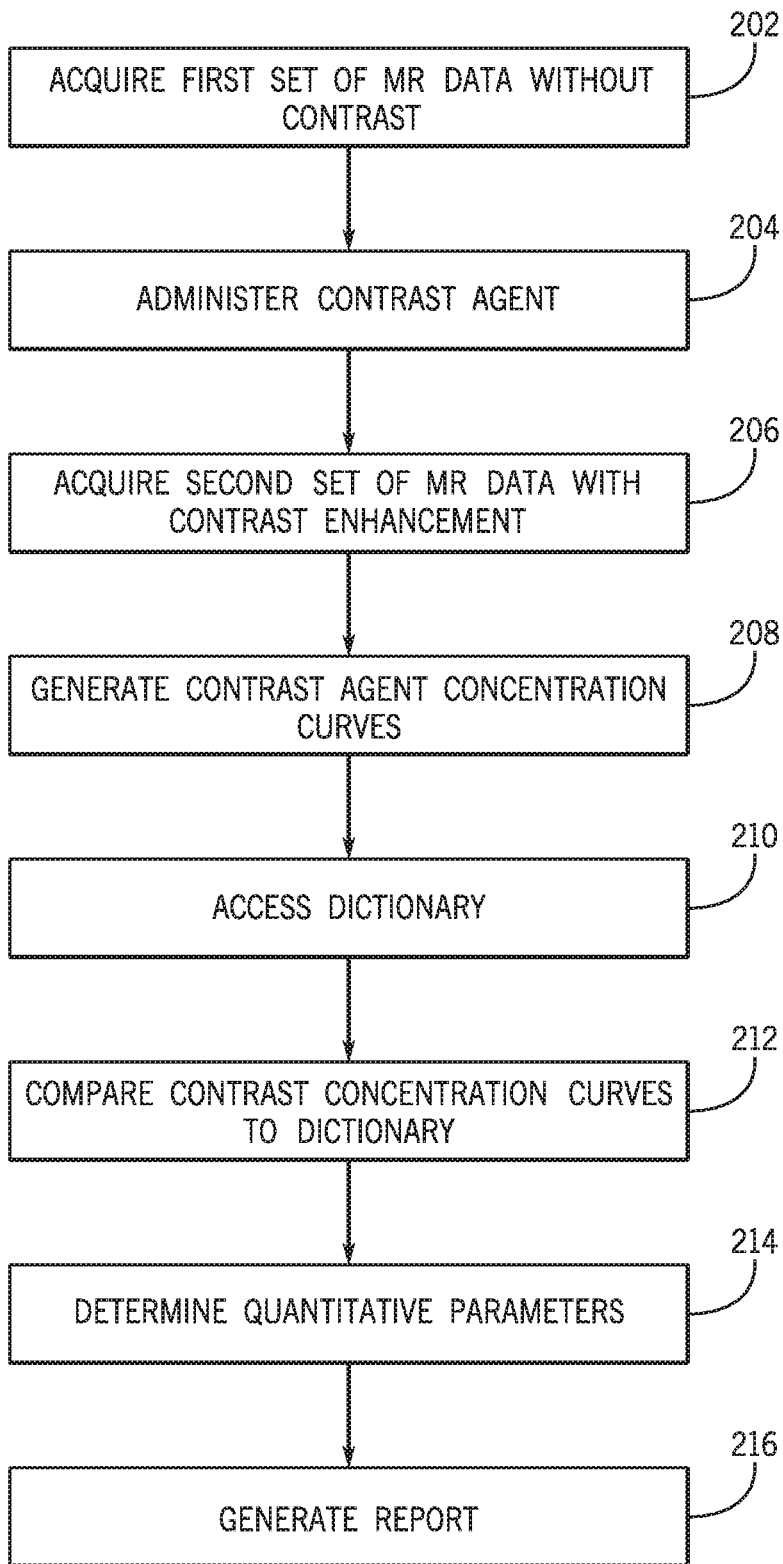 202
ACQUIRE FIRST SET OF MR DATA WITHOUT
CONTRAST
204
ADMINISTER CONTRAST AGENT
206
ACQUIRE SECOND SET OF MR DATA WITH
CONTRAST ENHANCEMENT
208
GENERATE CONTRAST AGENT CONCENTRATION
CURVES
210
ACCESS DICTIONARY
212
COMPARE CONTRAST CONCENTRATION CURVES
TO DICTIONARY
214
DETERMINE QUANTITATIVE PARAMETERS
216
GENERATE REPORT